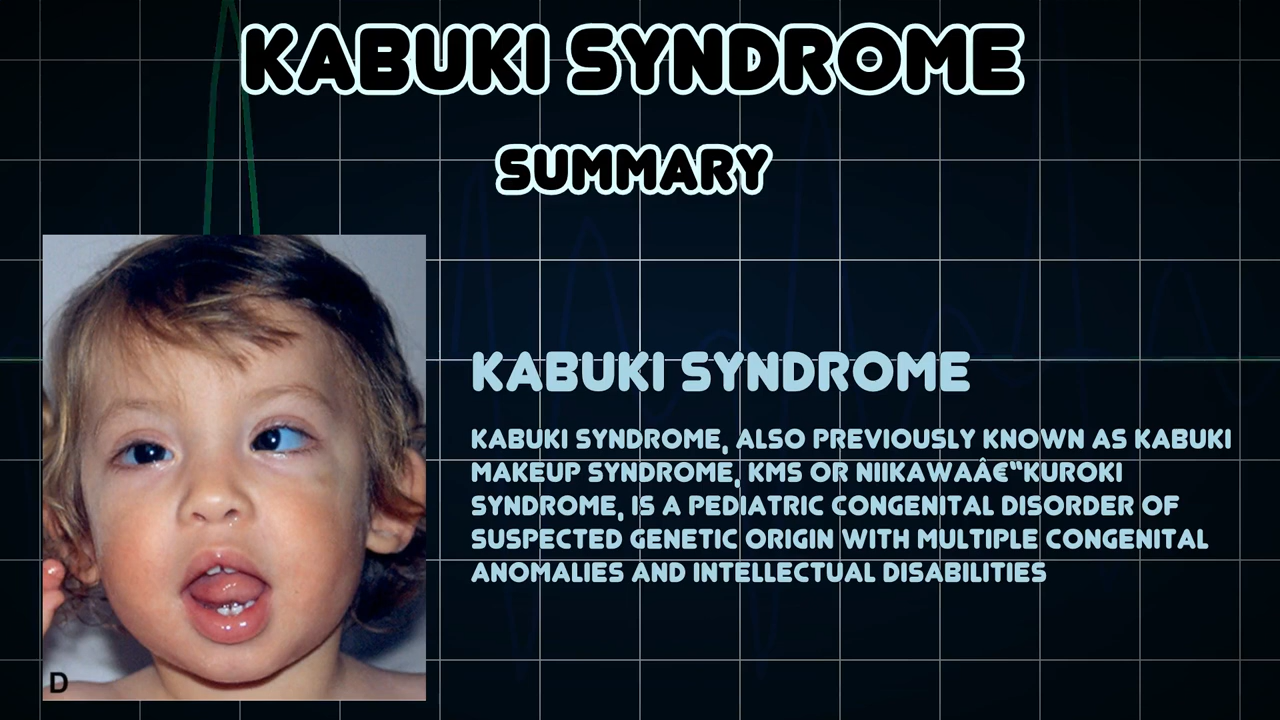 KABUKI SYNDROME
SUMMARY
KABUKI SYNDROME
KABUKI SYNDROME, ALSO PREVIOUSLY KNOWN AS KABUKI
MAKEUP SYNDROME, KMS OR NIIKAWAÂ€“KUROKI
SYNDROME, IS A PEDIATRIC CONGENITAL DISORDER OF
SUSPECTED GENETIC ORIGIN WITH MULTIPLE CONGENITAL
ANOMALIES AND INTELLECTUAL DISABILITIES
D